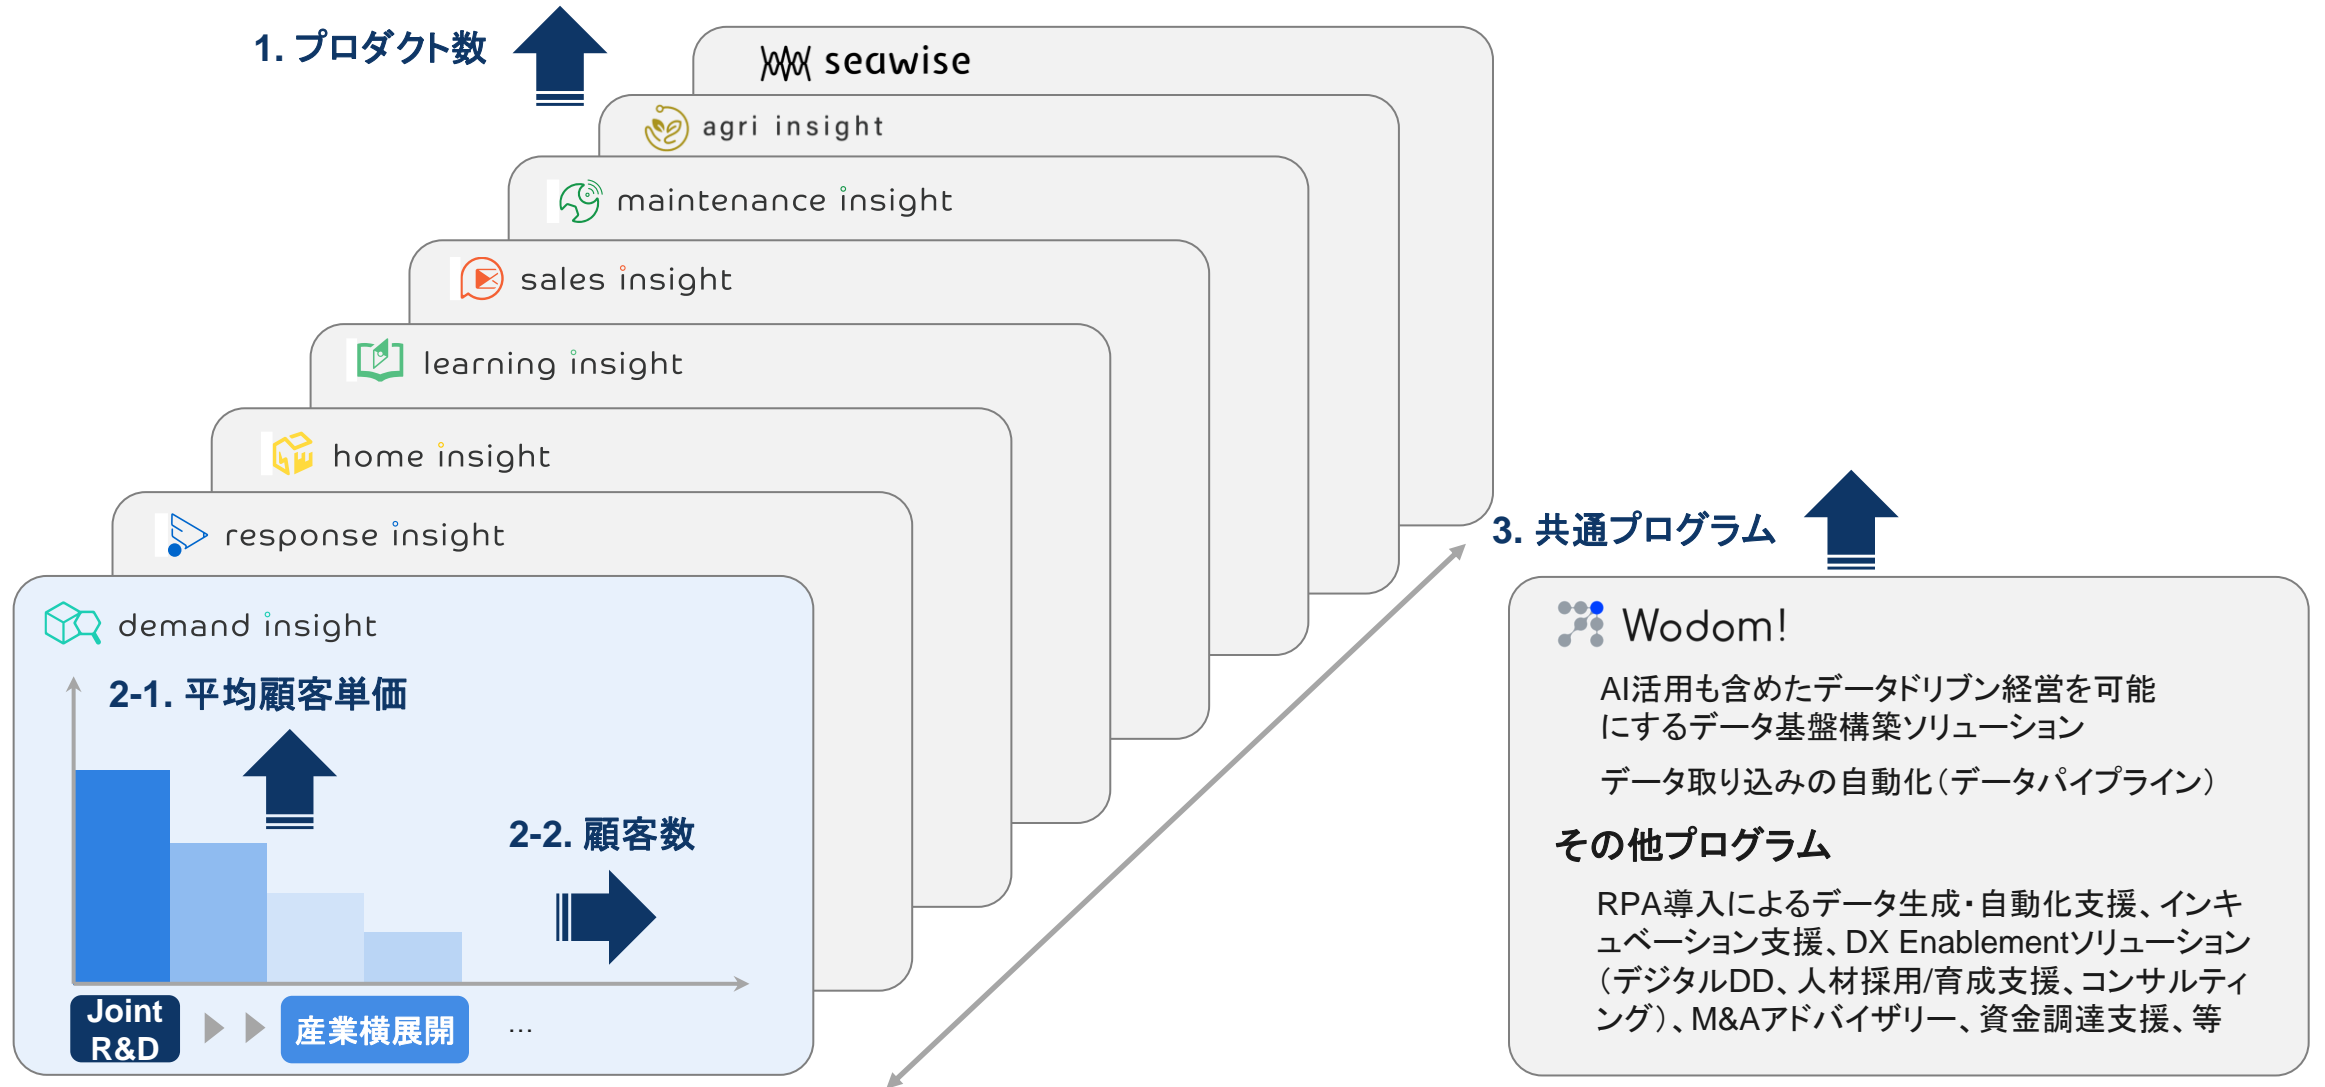 1. プロダクト数
seawise
agri insight
maintenance insight
sales insight
learning insight
home insight
response insight
demand insight
2-1. 平均顧客単価
2-2. 顧客数
Joint
R&D
産業横展開
…
3. 共通プログラム
Wodom!
AI活用も含めたデータドリブン経営を可能
にするデータ基盤構築ソリューション
データ取り込みの自動化（データパイプライン）
その他プログラム
RPA導入によるデータ生成・自動化支援、インキ
ュベーション支援、DX Enablementソリューション
（デジタルDD、人材採用/育成支援、コンサルティ
ング）、M&Aアドバイザリー、資金調達支援、等